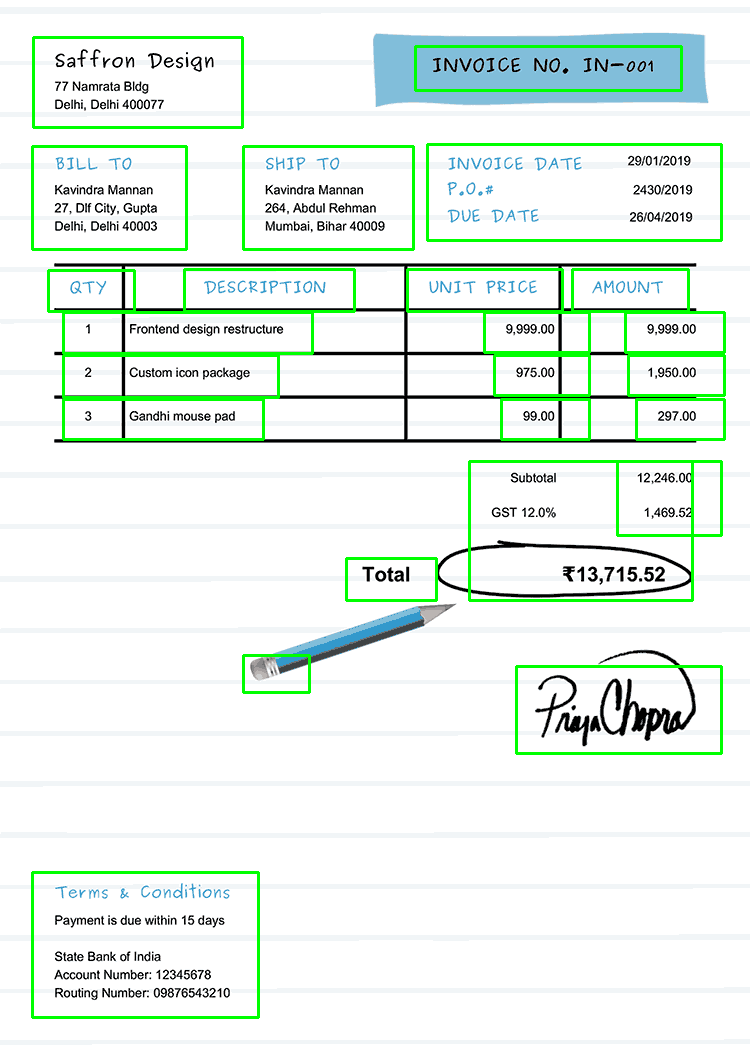 Saffron Design
77 Namrata Bldg
Delhi, Delhi 400077
INVOICE NO. IN-001
BILL TO
Kavindra Mannan
27, Dlf City, Gupta
Delhi, Delhi 40003
SHIP TO
Kavindra Mannan
264, Abdul Rehman
Mumbai, Bihar 40009
INVOICE DATE 29/01/2019
P.O.# 2430/2019
DUE DATE 26/04/2019
QTY DESCRIPTION UNIT PRICE AMOUNT
1 Frontend design restructure 9,999.00 9,999.00
2 Custom icon package 975.00 1,950.00
3 Gandhi mouse pad 99.00 297.00
Subtotal 12,246.00
GST 12.0% 1,469.52
Total ₹13,715.52
Priya Chopra
Terms & Conditions
Payment is due within 15 days
State Bank of India
Account Number: 12345678
Routing Number: 09876543210